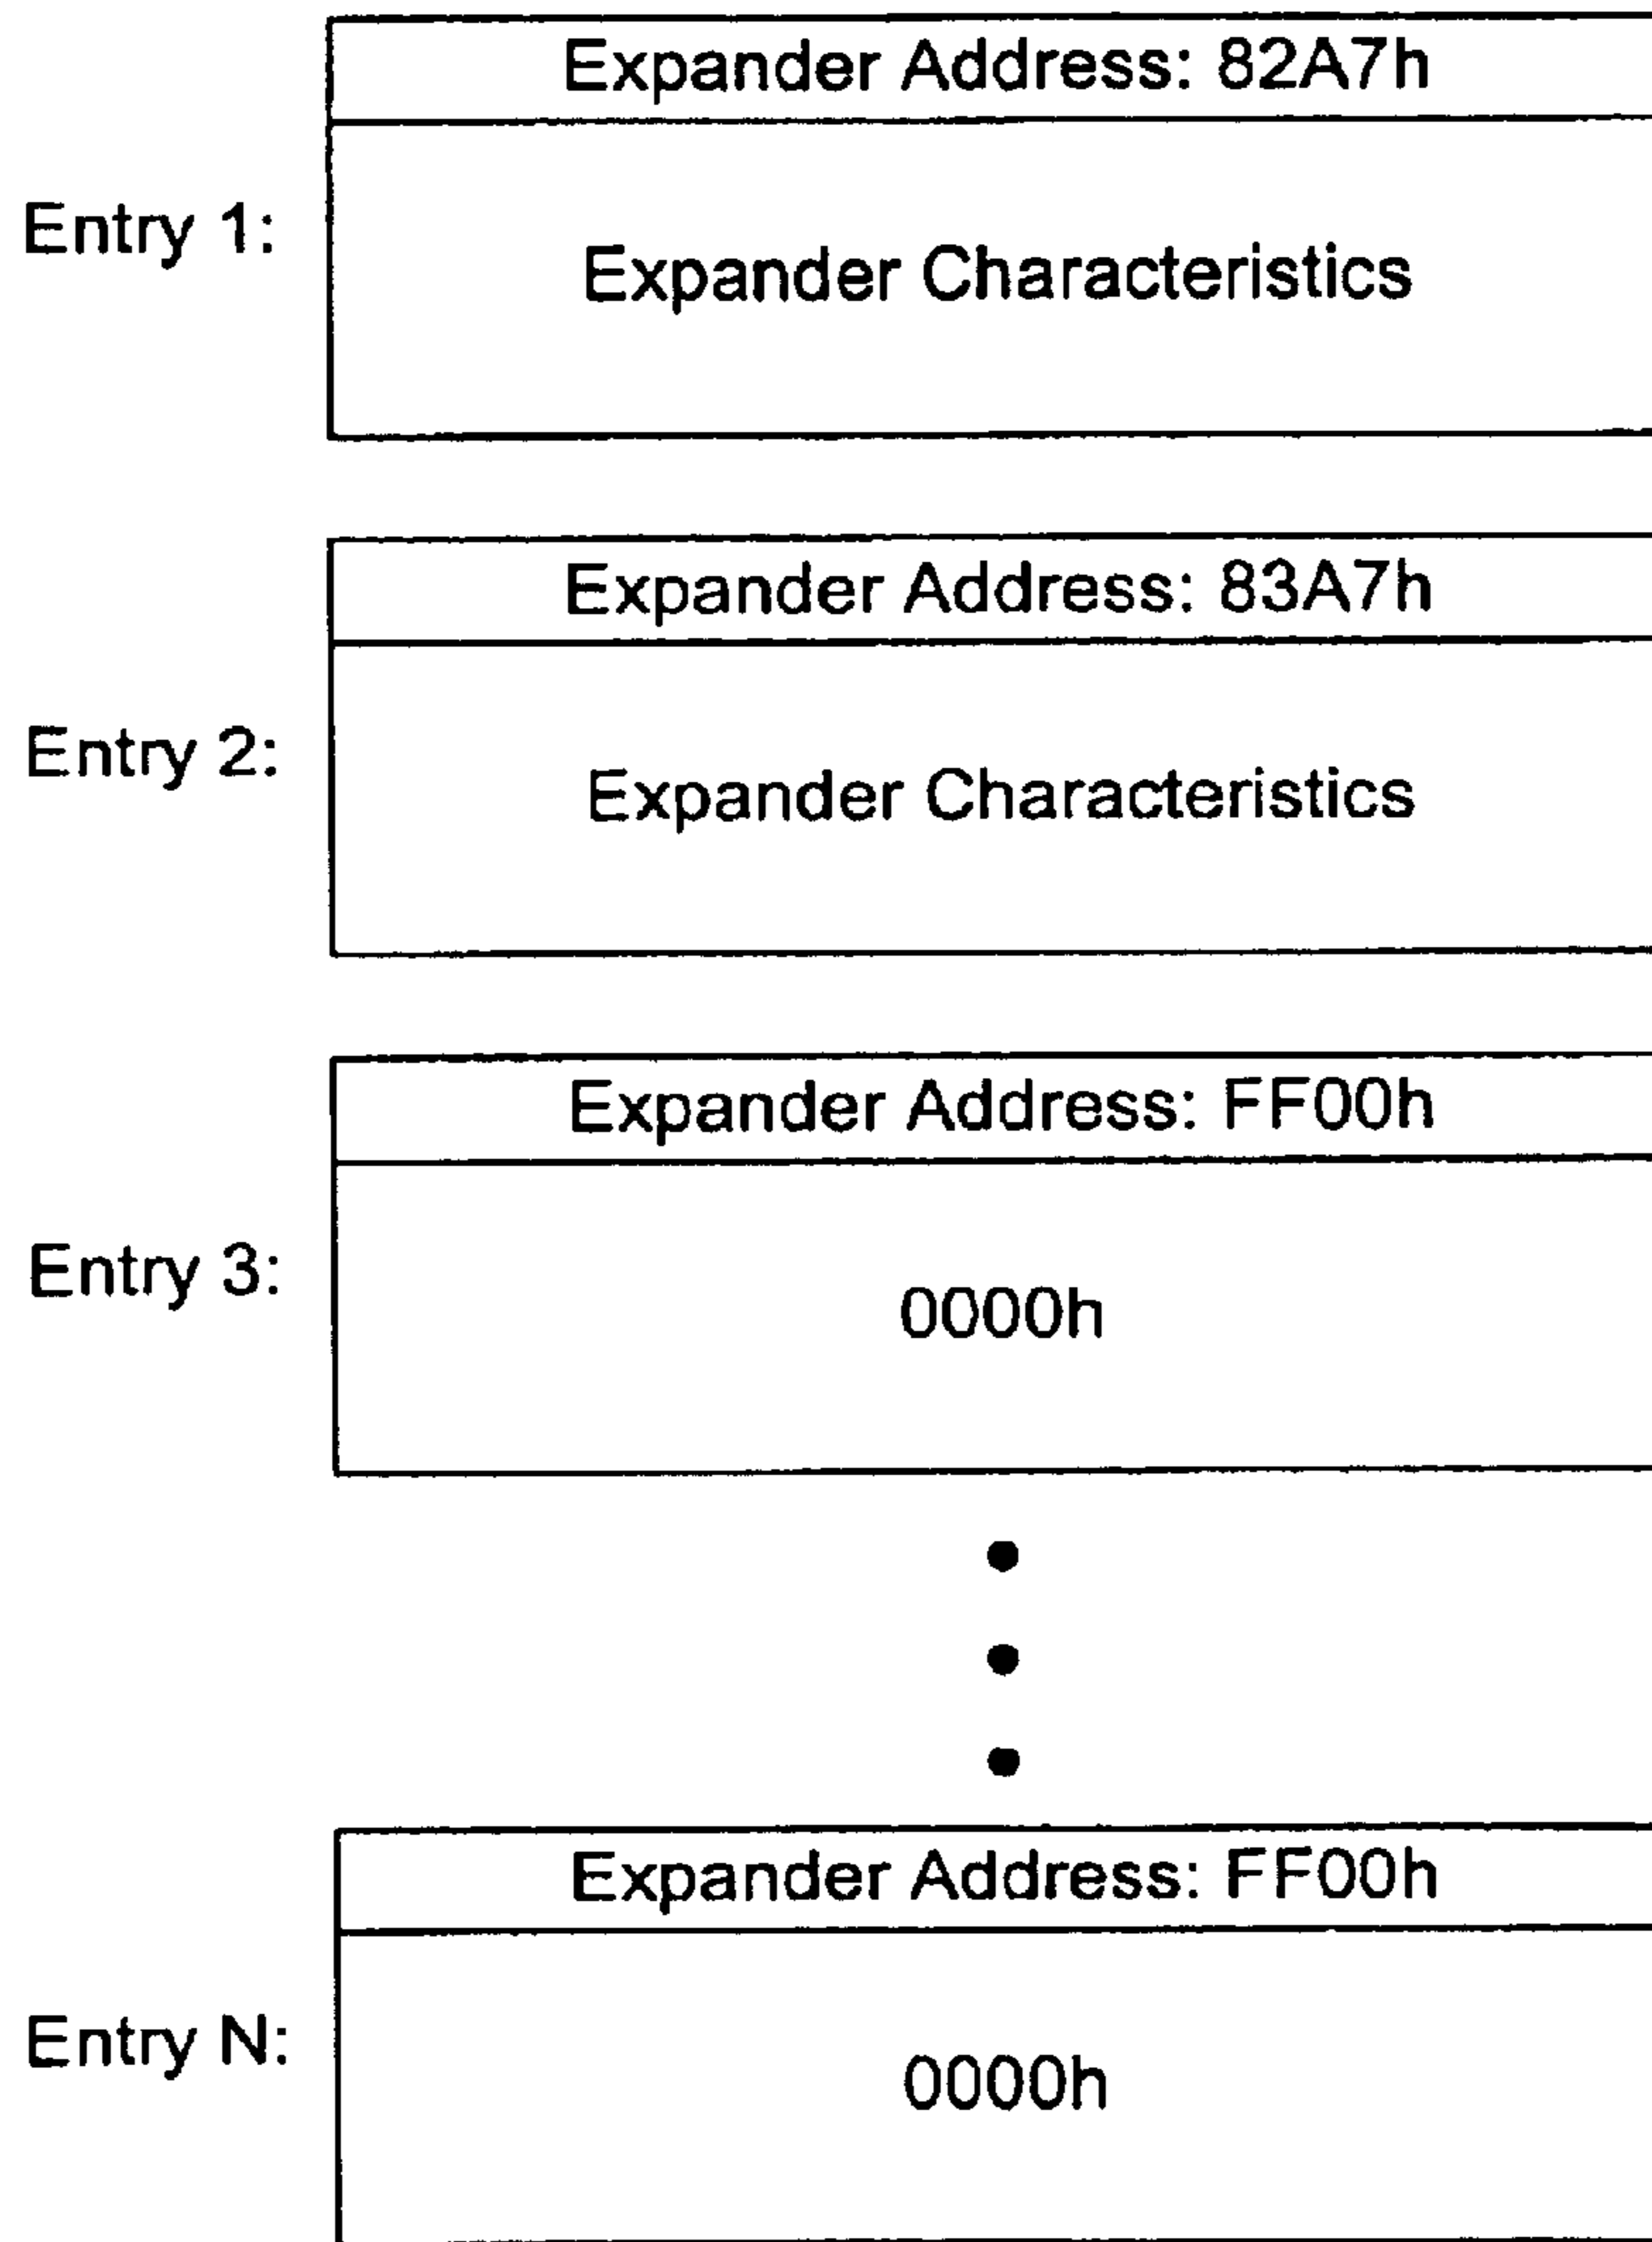 Expander Address: 82A7h
Entry 1:
Expander Characteristics
Expander Address: 83A7h
Entry 2:
Expander Characteristics
Expander Address: FF00h
Entry 3:
0000h
Expander Address: FF00h
Entry N:
0000h